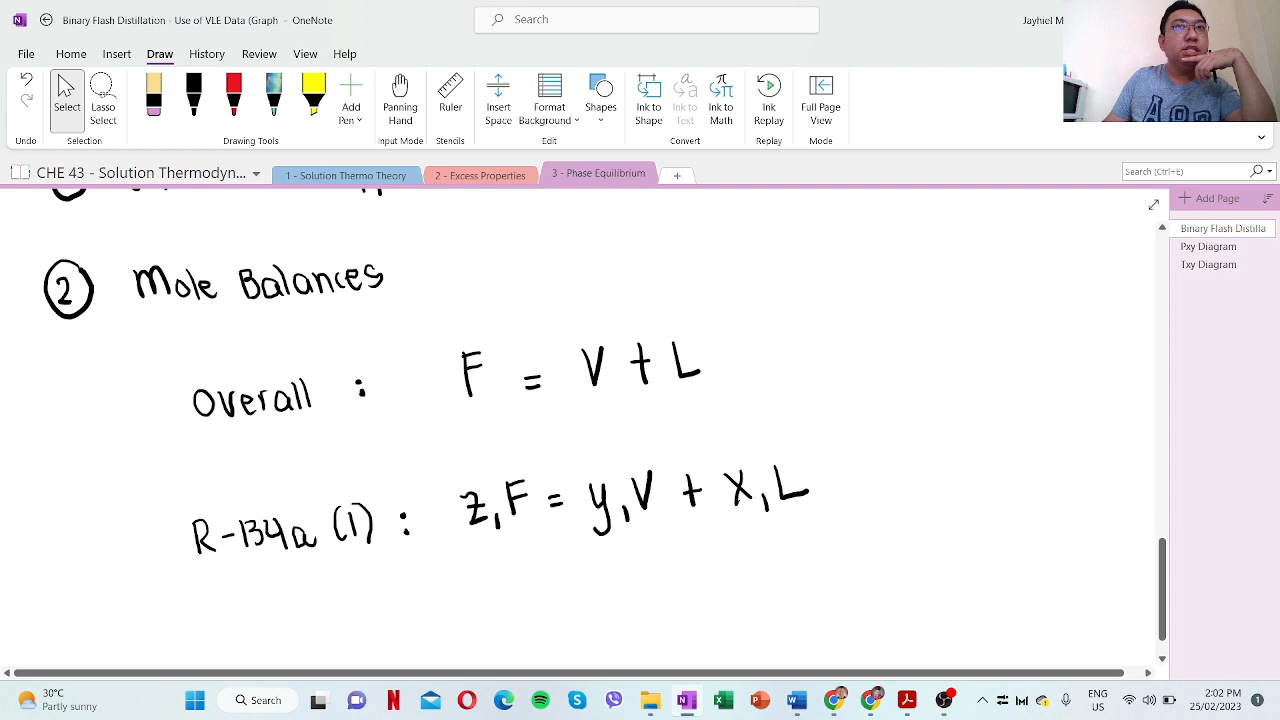 Binary Flash Distillation - Use of VLE Data (Graph - OneNote
Search
Jayhiel M
File Home Insert Draw History Review View Help
Undo
Select
Lasso Select
Add Pen
Panning Hand
Ruler
Insert Space
Format Background
Shapes
Ink to Shape
Ink to Text
Ink to Math
Ink Replay
Full Page View
Undo Selection Drawing Tools Input Mode Stencils Edit Convert Replay View
CHE 43 - Solution Thermodyn...
1 - Solution Thermo Theory
2 - Excess Properties
3 - Phase Equilibrium
Search (Ctrl+E)
Add Page
Binary Flash Distilla
Pxy Diagram
Txy Diagram
2 Mole Balances
Overall : F = V + L
R-134a (1) : z₁F = y₁V + x₁L
30°C
Partly sunny
Search
ENG
US
2:02 PM
25/02/2023